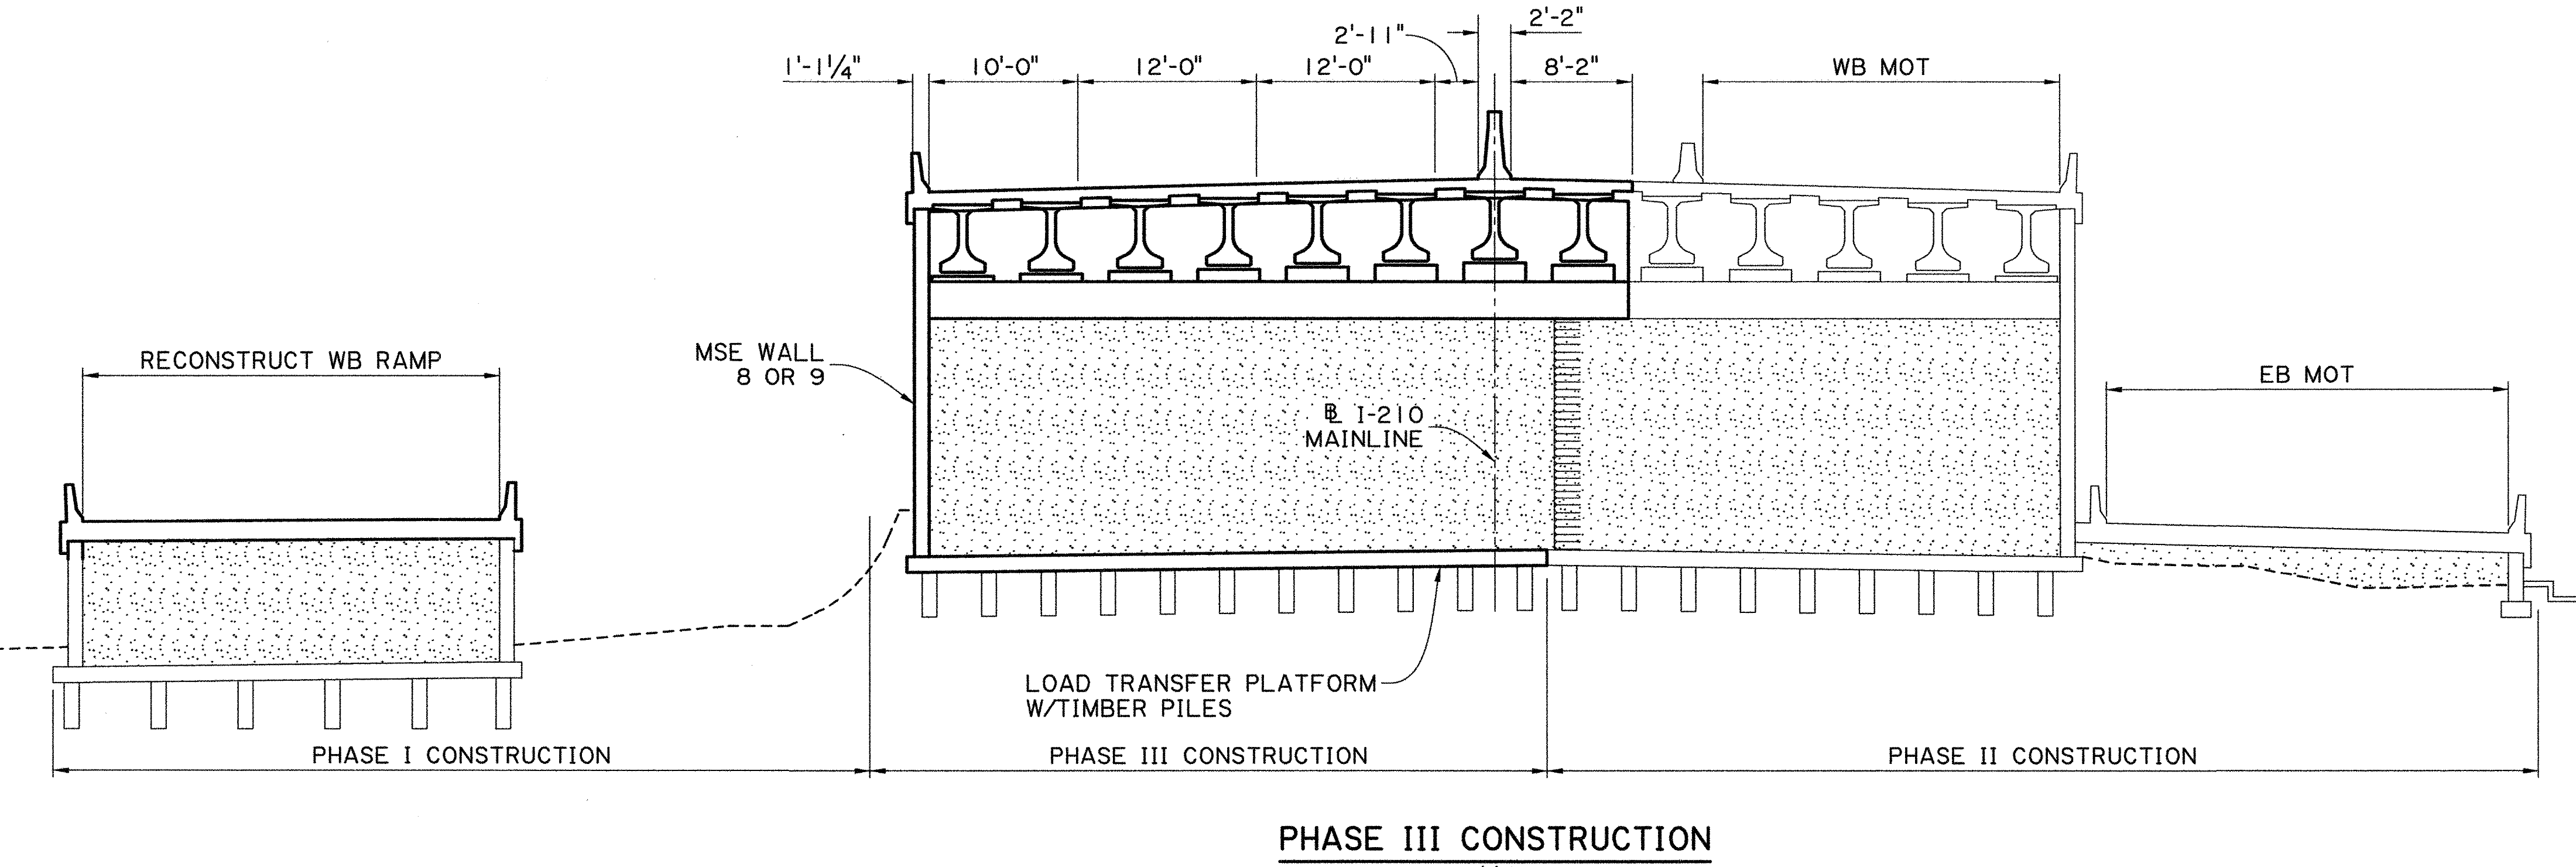 2'-2"
2'-11"
1'-1¼"
10'-0"
12'-0"
12'-0"
8'-2"
WB MOT
RECONSTRUCT WB RAMP
MSE WALL
8 OR 9
EB MOT
℄ I-210
MAINLINE
LOAD TRANSFER PLATFORM
W/TIMBER PILES
PHASE I CONSTRUCTION
PHASE III CONSTRUCTION
PHASE II CONSTRUCTION
PHASE III CONSTRUCTION